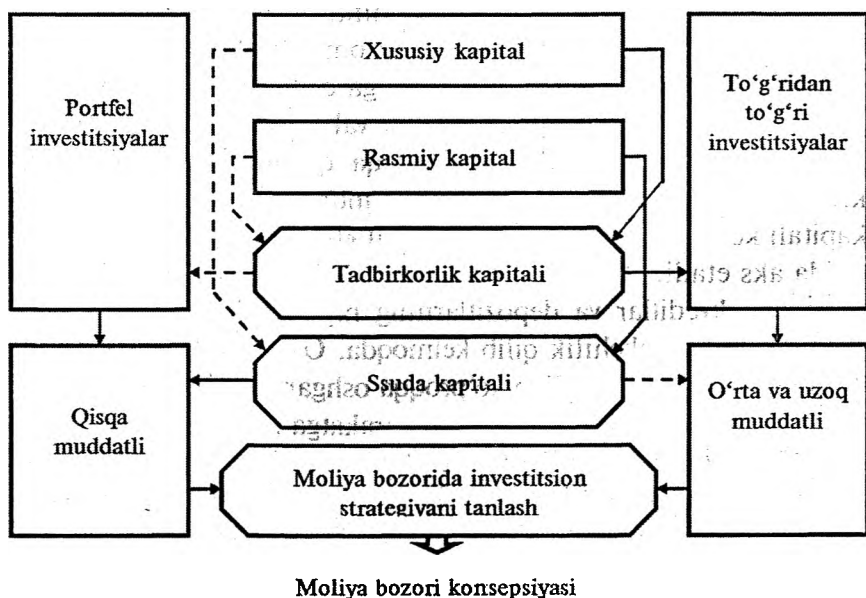 Xususiy kapital
Portfel
investitsiyalar
To‘g‘ridan
to‘g‘ri
investitsiyalar
Rasmiy kapital
Tadbirkorlik kapitali
Ssuda kapitali
Qisqa
muddatli
O‘rta va uzoq
muddatli
Moliya bozorida investitsion
strategiyani tanlash
Moliya bozori konsepsiyasi